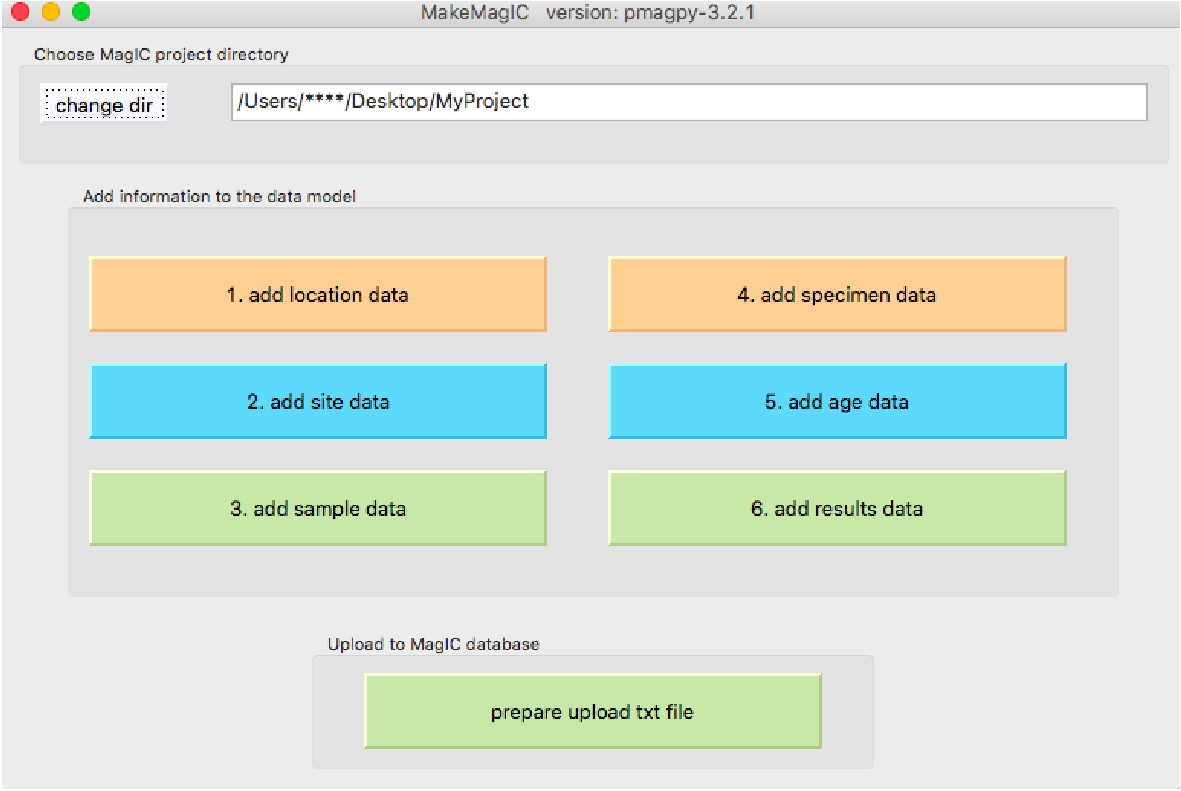 MakeMagIC version: pmagpy-3.2.1
Choose MagIC project directory
change dir
/Users/****/Desktop/MyProject
Add information to the data model
1. add location data
4. add specimen data
2. add site data
5. add age data
3. add sample data
6. add results data
Upload to MagIC database
prepare upload txt file